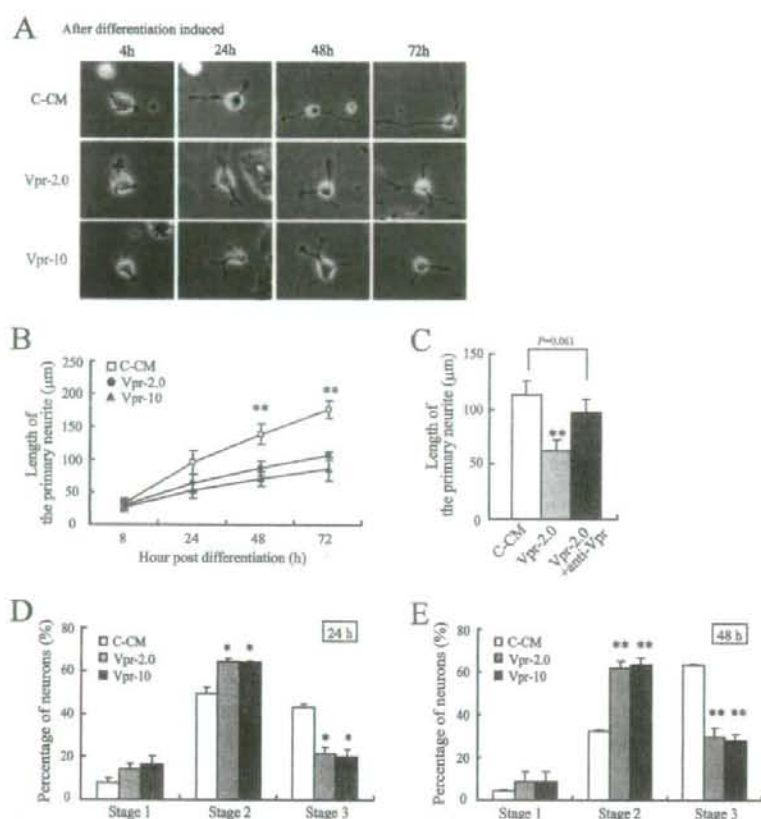 A
After differentiation induced
4h 24h 48h 72h
C-CM
Vpr-2.0
Vpr-10
B
Length of
the primary neurite (μm)
250
200
150
100
50
0
C-CM
Vpr-2.0
Vpr-10
** **
8 24 48 72
Hour post differentiation (h)
C
P=0.061
Length of
the primary neurite (μm)
150
100
50
0
**
C-CM
Vpr-2.0
Vpr-2.0
+anti-Vpr
D
Percentage of neurons (%)
80
60
40
20
0
C-CM
Vpr-2.0
Vpr-10
24 h
* *
* *
Stage 1 Stage 2 Stage 3
E
Percentage of neurons (%)
80
60
40
20
0
C-CM
Vpr-2.0
Vpr-10
48 h
** **
** **
Stage 1 Stage 2 Stage 3